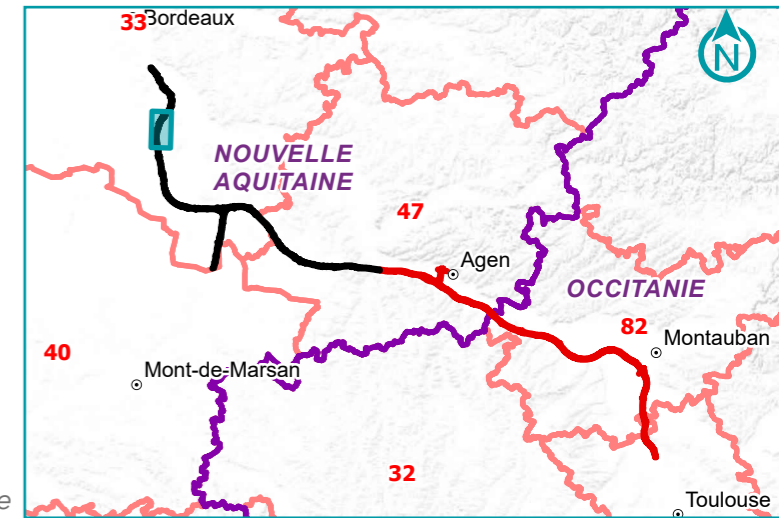 33
Bordeaux
N
NOUVELLE
AQUITAINE
47
Agen
OCCITANIE
82
Montauban
40
Mont-de-Marsan
32
e
Toulouse